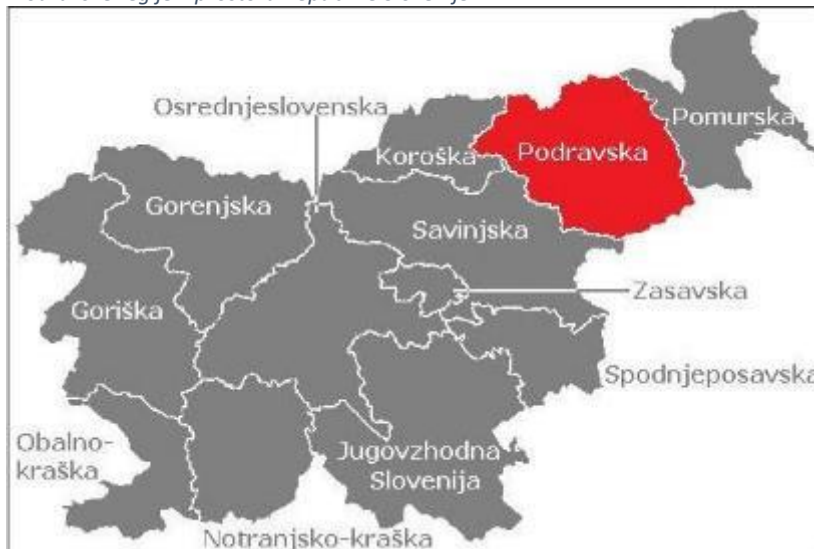 Osrednjeslovenska
Pomurska
Koroška
Podravska
Gorenjska
Savinjska
Zasavska
Goriška
Spodnjeposavska
Obalno-
kraška
Jugovzhodna
Slovenija
Notranjsko-kraška